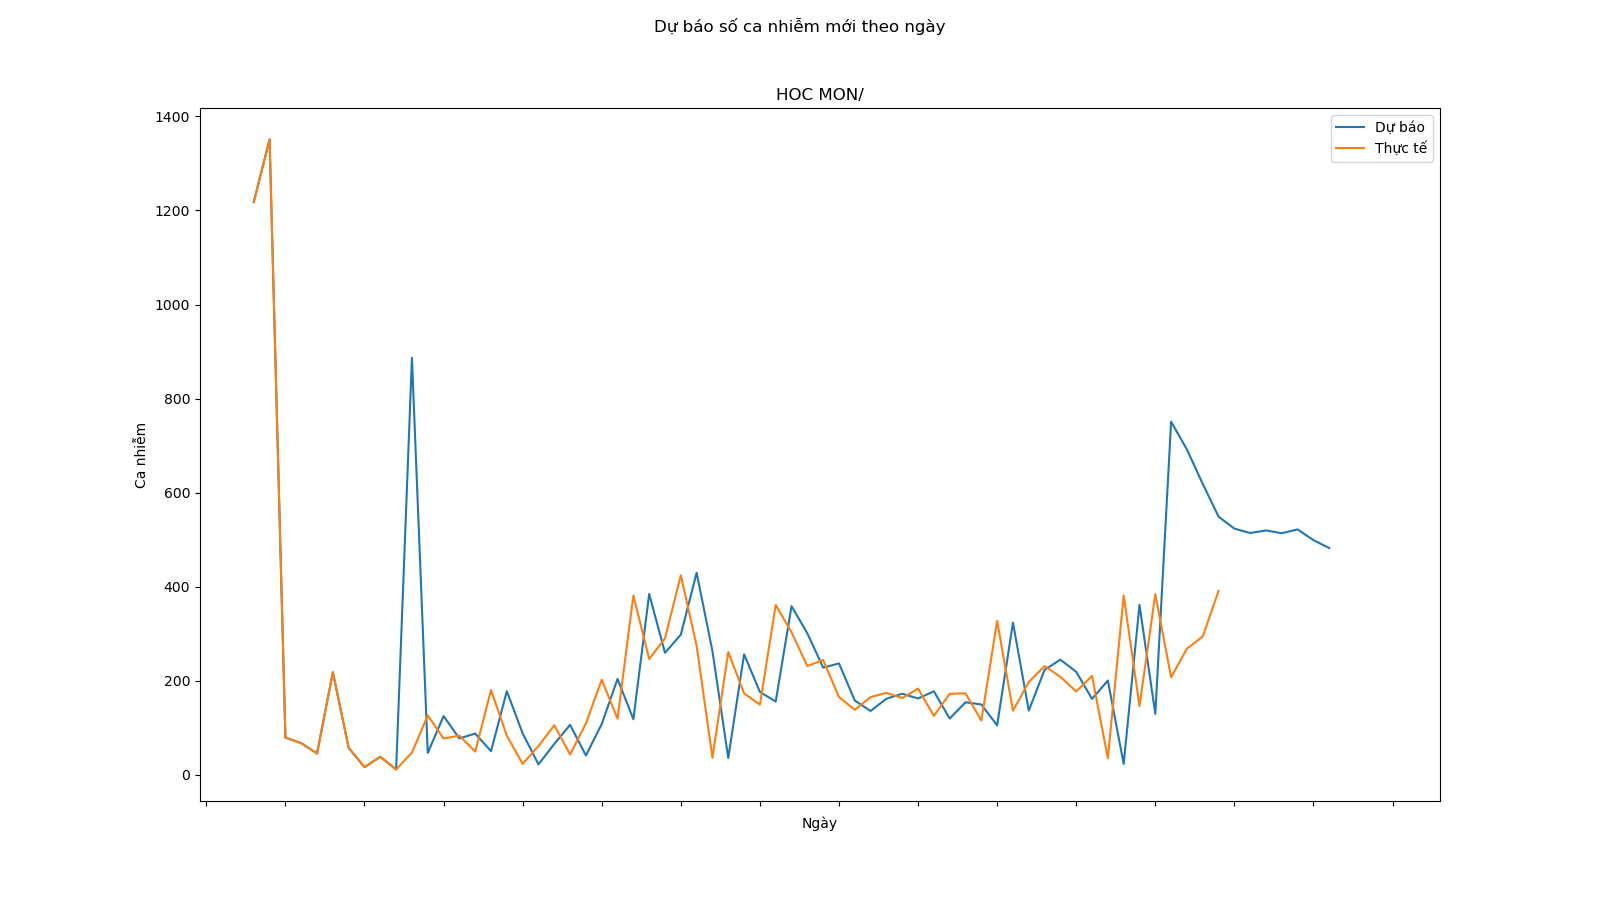 Dự báo số ca nhiễm mới theo ngày
HOC MON/
1400
1200
1000
800
600
400
200
0
Ca nhiễm
Ngày
Dự báo
Thực tế